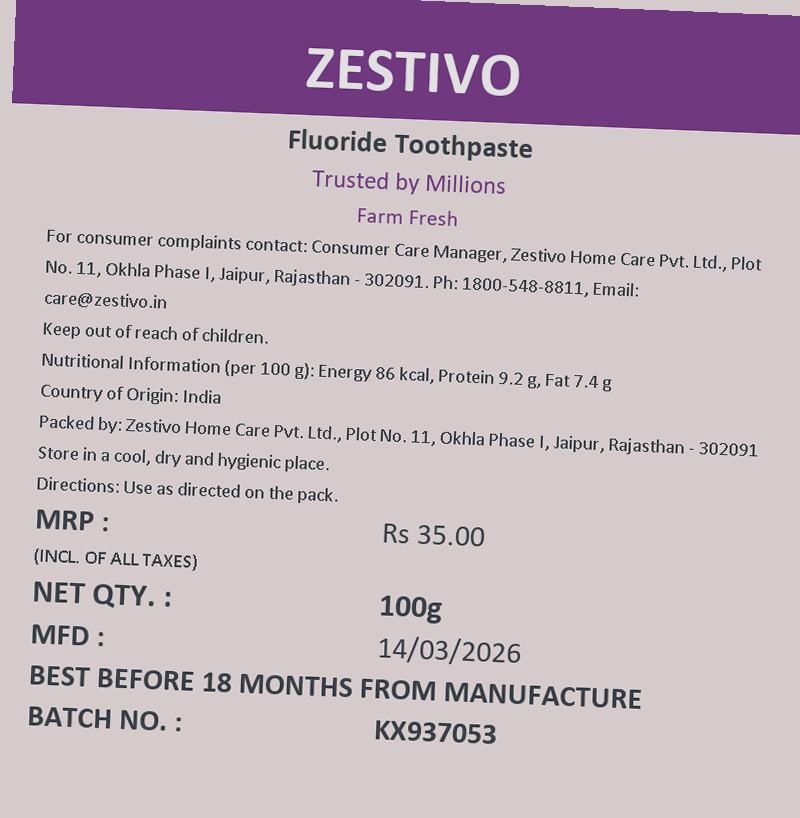 ZESTIVO
Fluoride Toothpaste
Trusted by Millions
Farm Fresh
For consumer complaints contact: Consumer Care Manager, Zestivo Home Care Pvt. Ltd., Plot
No. 11, Okhla Phase I, Jaipur, Rajasthan - 302091. Ph: 1800-548-8811, Email:
care@zestivo.in
Keep out of reach of children.
Nutritional Information (per 100 g): Energy 86 kcal, Protein 9.2 g, Fat 7.4 g
Country of Origin: India
Packed by: Zestivo Home Care Pvt. Ltd., Plot No. 11, Okhla Phase I, Jaipur, Rajasthan - 302091
Store in a cool, dry and hygienic place.
Directions: Use as directed on the pack.
MRP : Rs 35.00
(INCL. OF ALL TAXES)
NET QTY. : 100g
MFD : 14/03/2026
BEST BEFORE 18 MONTHS FROM MANUFACTURE
BATCH NO. : KX937053